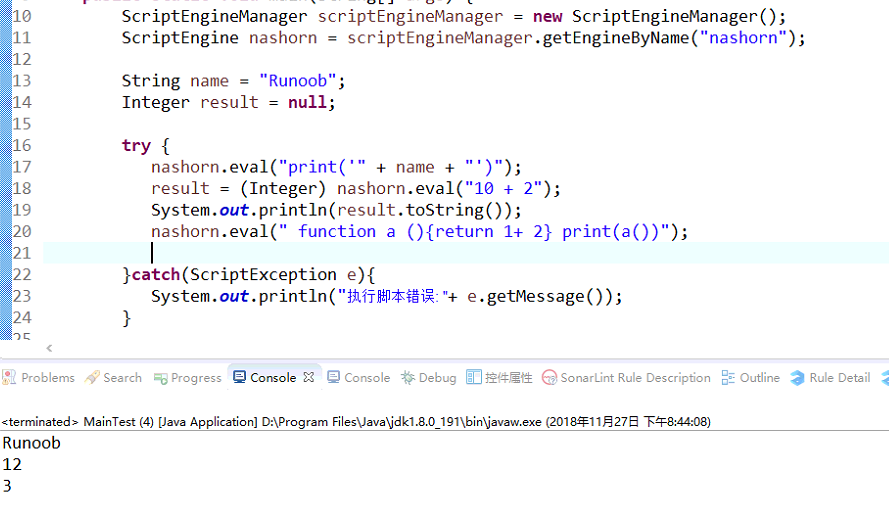 10 ScriptEngineManager scriptEngineManager = new ScriptEngineManager();
11 ScriptEngine nashorn = scriptEngineManager.getEngineByName("nashorn");
12
13 String name = "Runoob";
14 Integer result = null;
15
16 try {
17 nashorn.eval("print('" + name + "')");
18 result = (Integer) nashorn.eval("10 + 2");
19 System.out.println(result.toString());
20 nashorn.eval(" function a (){return 1+ 2} print(a())");
21
22 }catch(ScriptException e){
23 System.out.println("执行脚本错误: "+ e.getMessage());
24 }
25
Problems Search Progress Console Console Debug 控件属性 SonarLint Rule Description Outline Rule Detail
<terminated> MainTest (4) [Java Application] D:\Program Files\Java\jdk1.8.0_191\bin\javaw.exe (2018年11月27日 下午8:44:08)
Runoob
12
3